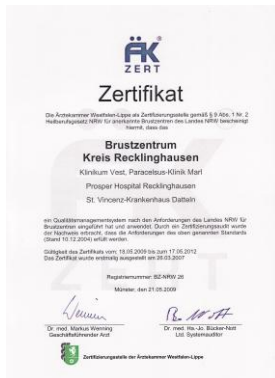 ÄK
ZERT
Zertifikat
Die Ärztekammer Westfalen-Lippe als Zertifizierungsstelle gemäß § 9 Abs. 1 Nr. 2
Heilberufsgesetz NRW für anerkannte Brustzentren des Landes NRW bescheinigt
hiermit, dass das
Brustzentrum
Kreis Recklinghausen
Klinikum Vest, Paracelsus-Klinik Marl
Prosper Hospital Recklinghausen
St. Vincenz-Krankenhaus Datteln
ein Qualitätsmanagementsystem nach den Anforderungen des Landes NRW für
Brustzentren eingeführt hat und anwendet. Durch ein Zertifizierungsaudit wurde
der Nachweis erbracht, dass die Anforderungen des oben genannten Standards
(Stand 10.12.2004) erfüllt werden.
Gültigkeit des Zertifikats vom: 18.05.2009 bis zum 17.05.2012
Das Zertifikat wurde erstmalig ausgestellt am 26.03.2007
Registriernummer: BZ-NRW 26
Münster, den 21.05.2009
Dr. med. Markus Wenning
Geschäftsführender Arzt
Dr. med. Hs.-Jo. Bücker-Nott
Ltd. Systemauditor
Zertifizierungsstelle der Ärztekammer Westfalen-Lippe